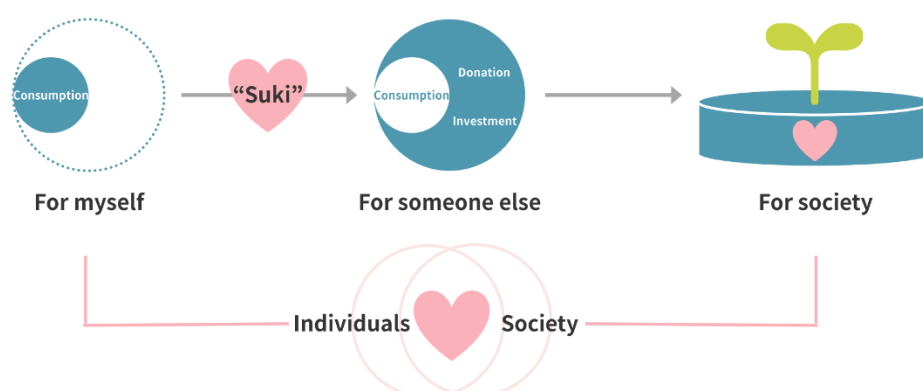 Consumption
“Suki”
Consumption
Donation
Investment
For myself
For someone else
For society
Individuals
Society